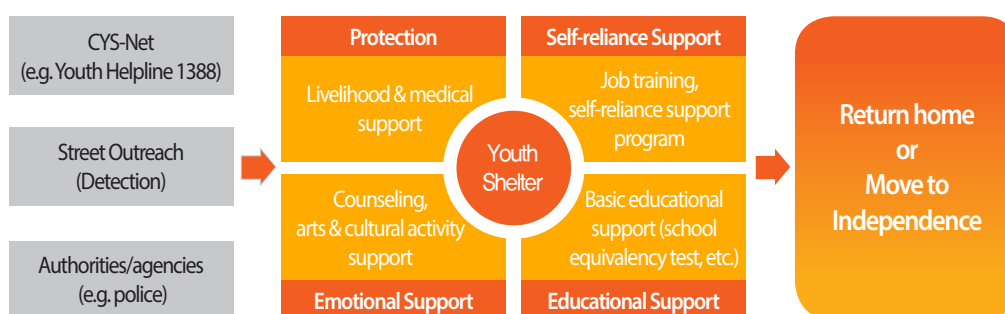 CYS-Net
(e.g. Youth Helpline 1388)
Street Outreach
(Detection)
Authorities/agencies
(e.g. police)
Protection
Livelihood & medical
support
Self-reliance Support
Job training,
self-reliance support
program
Youth
Shelter
Counseling,
arts & cultural activity
support
Emotional Support
Basic educational
support (school
equivalency test, etc.)
Educational Support
Return home
or
Move to
Independence